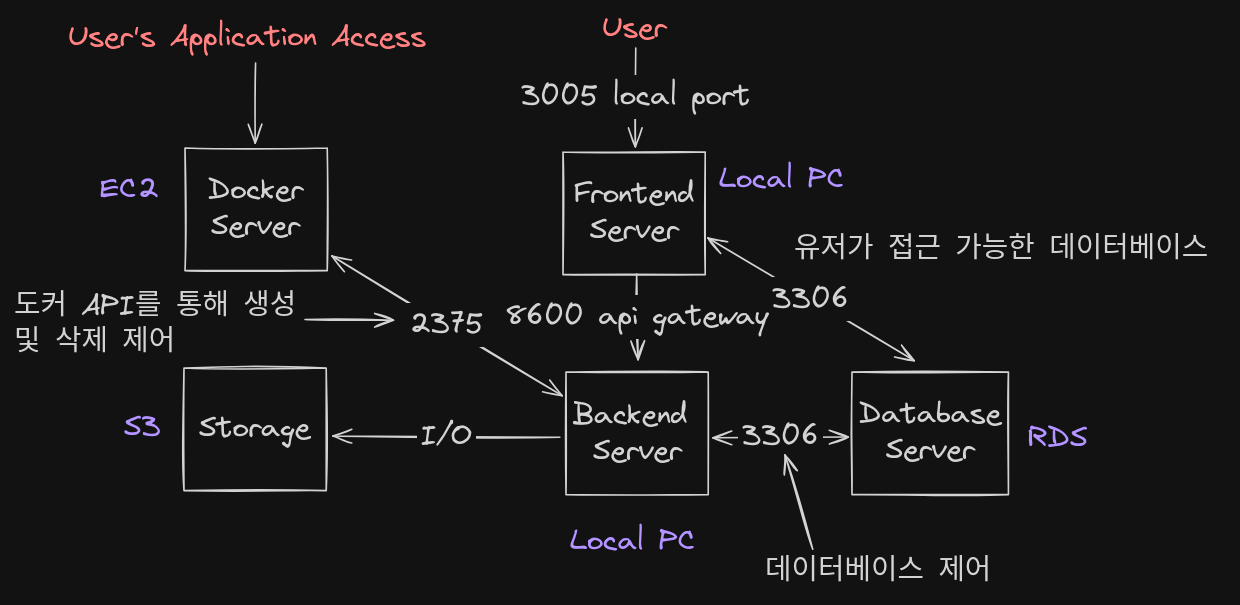 User's Application Access
User
3005 local port
EC2
Docker
Server
Frontend
Server
Local PC
유저가 접근 가능한 데이터베이스
도커 API를 통해 생성
및 삭제 제어
2375
8600 api gateway
3306
S3
Storage
I/O
Backend
Server
3306
Database
Server
RDS
Local PC
데이터베이스 제어